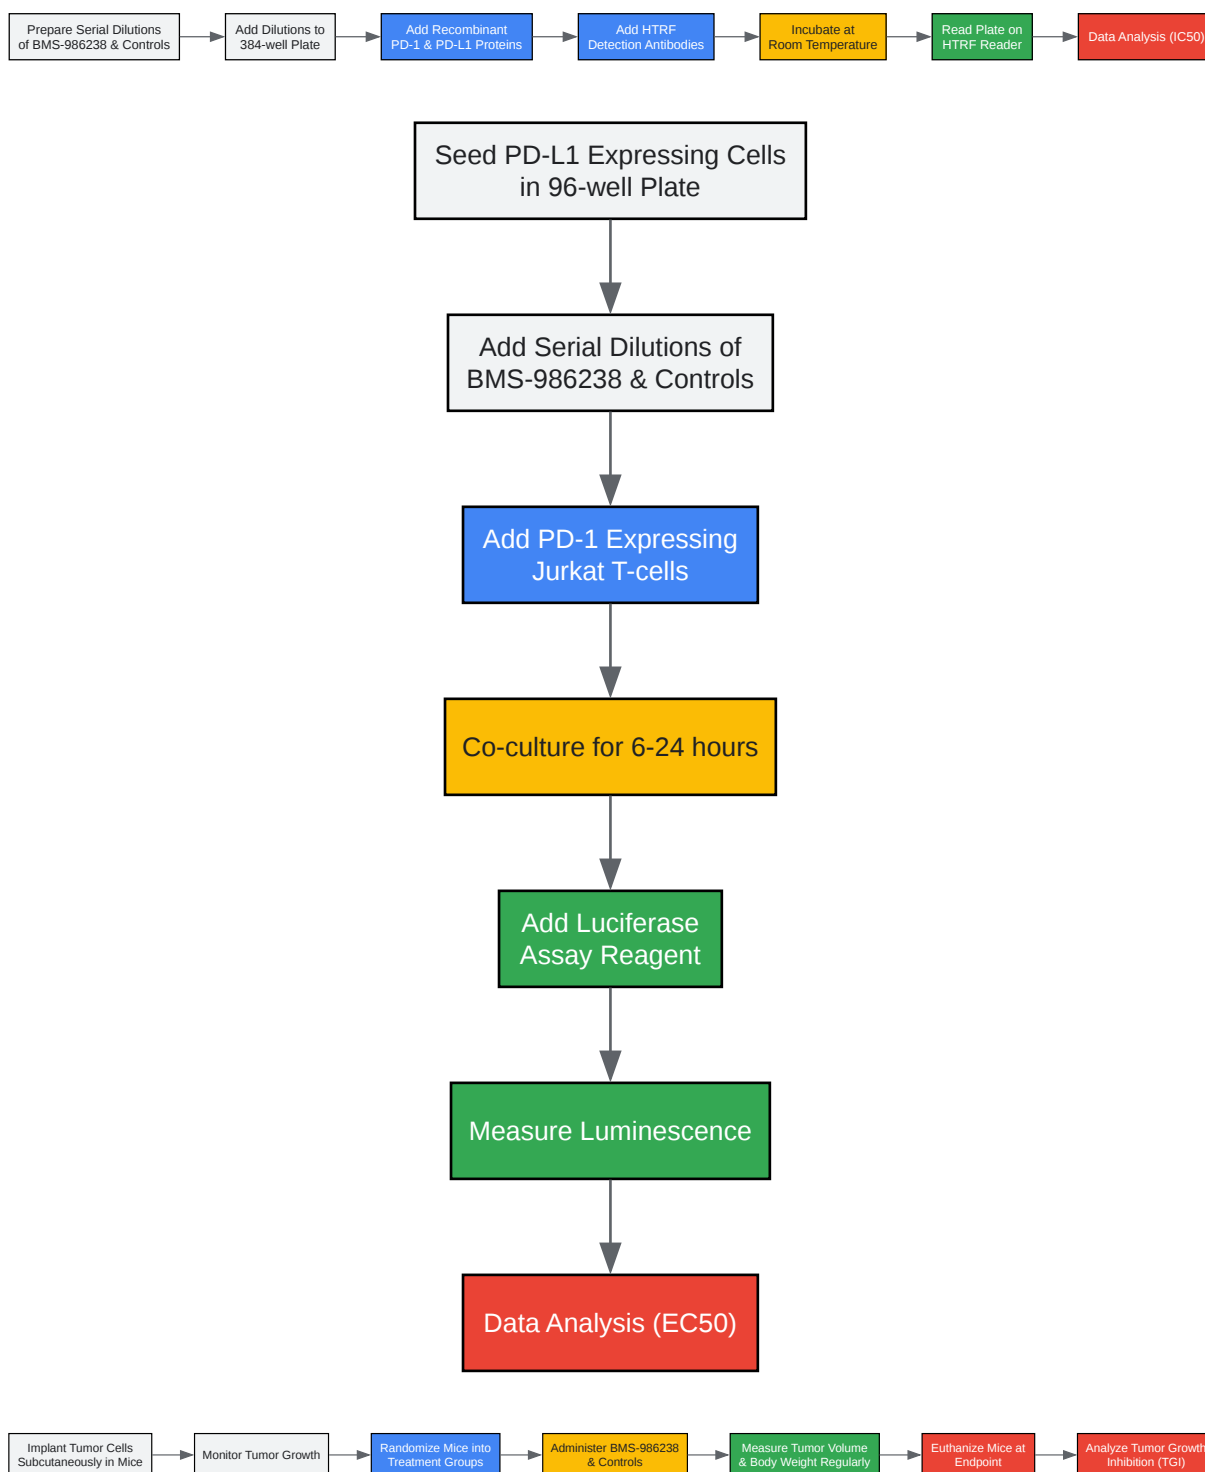 Prepare Serial Dilutions
of BMS-986238 & Controls
Add Dilutions to
384-well Plate
Add Recombinant
PD-1 & PD-L1 Proteins
Add HTRF
Detection Antibodies
Incubate at
Room Temperature
Read Plate on
HTRF Reader
Data Analysis (IC50)
Seed PD-L1 Expressing Cells
in 96-well Plate
Add Serial Dilutions of
BMS-986238 & Controls
Add PD-1 Expressing
Jurkat T-cells
Co-culture for 6-24 hours
Add Luciferase
Assay Reagent
Measure Luminescence
Data Analysis (EC50)
Implant Tumor Cells
Subcutaneously in Mice
Monitor Tumor Growth
Randomize Mice into
Treatment Groups
Administer BMS-986238
& Controls
Measure Tumor Volume
& Body Weight Regularly
Euthanize Mice at
Endpoint
Analyze Tumor Growth
Inhibition (TGI)